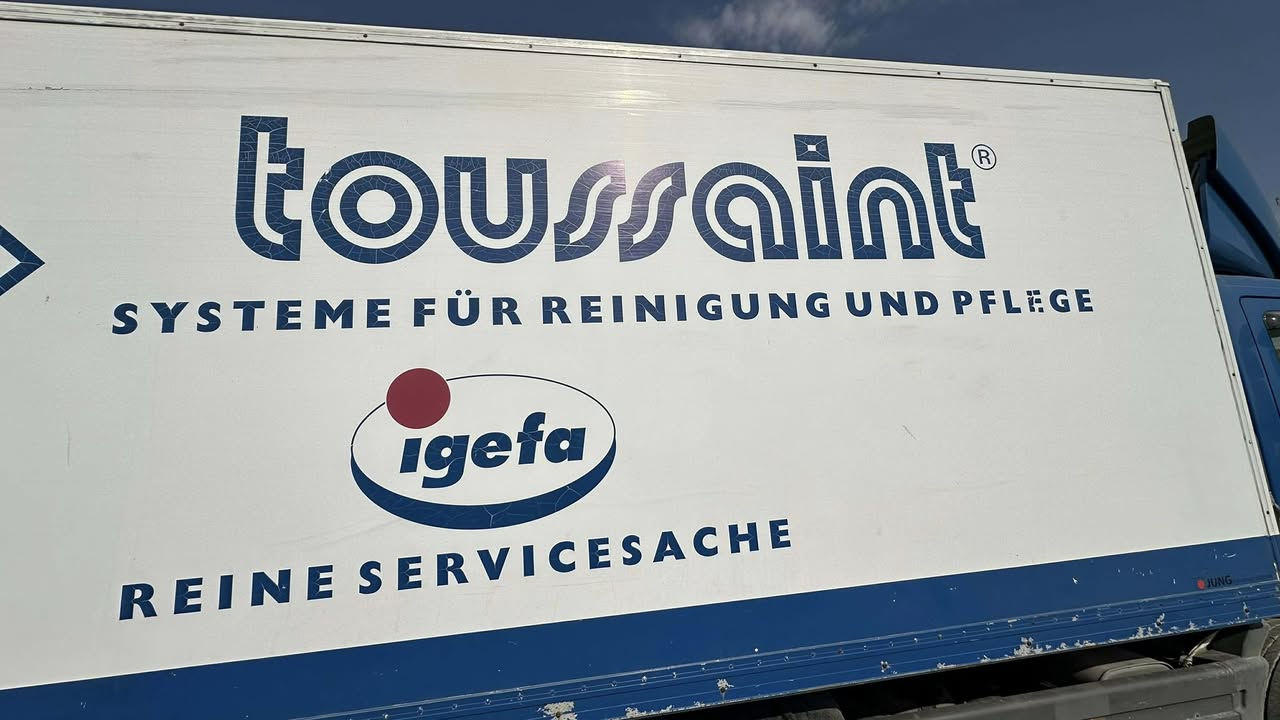 toussaint®
SYSTEME FÜR REINIGUNG UND PFLEGE
igefa
REINE SERVICESACHE
JUNG